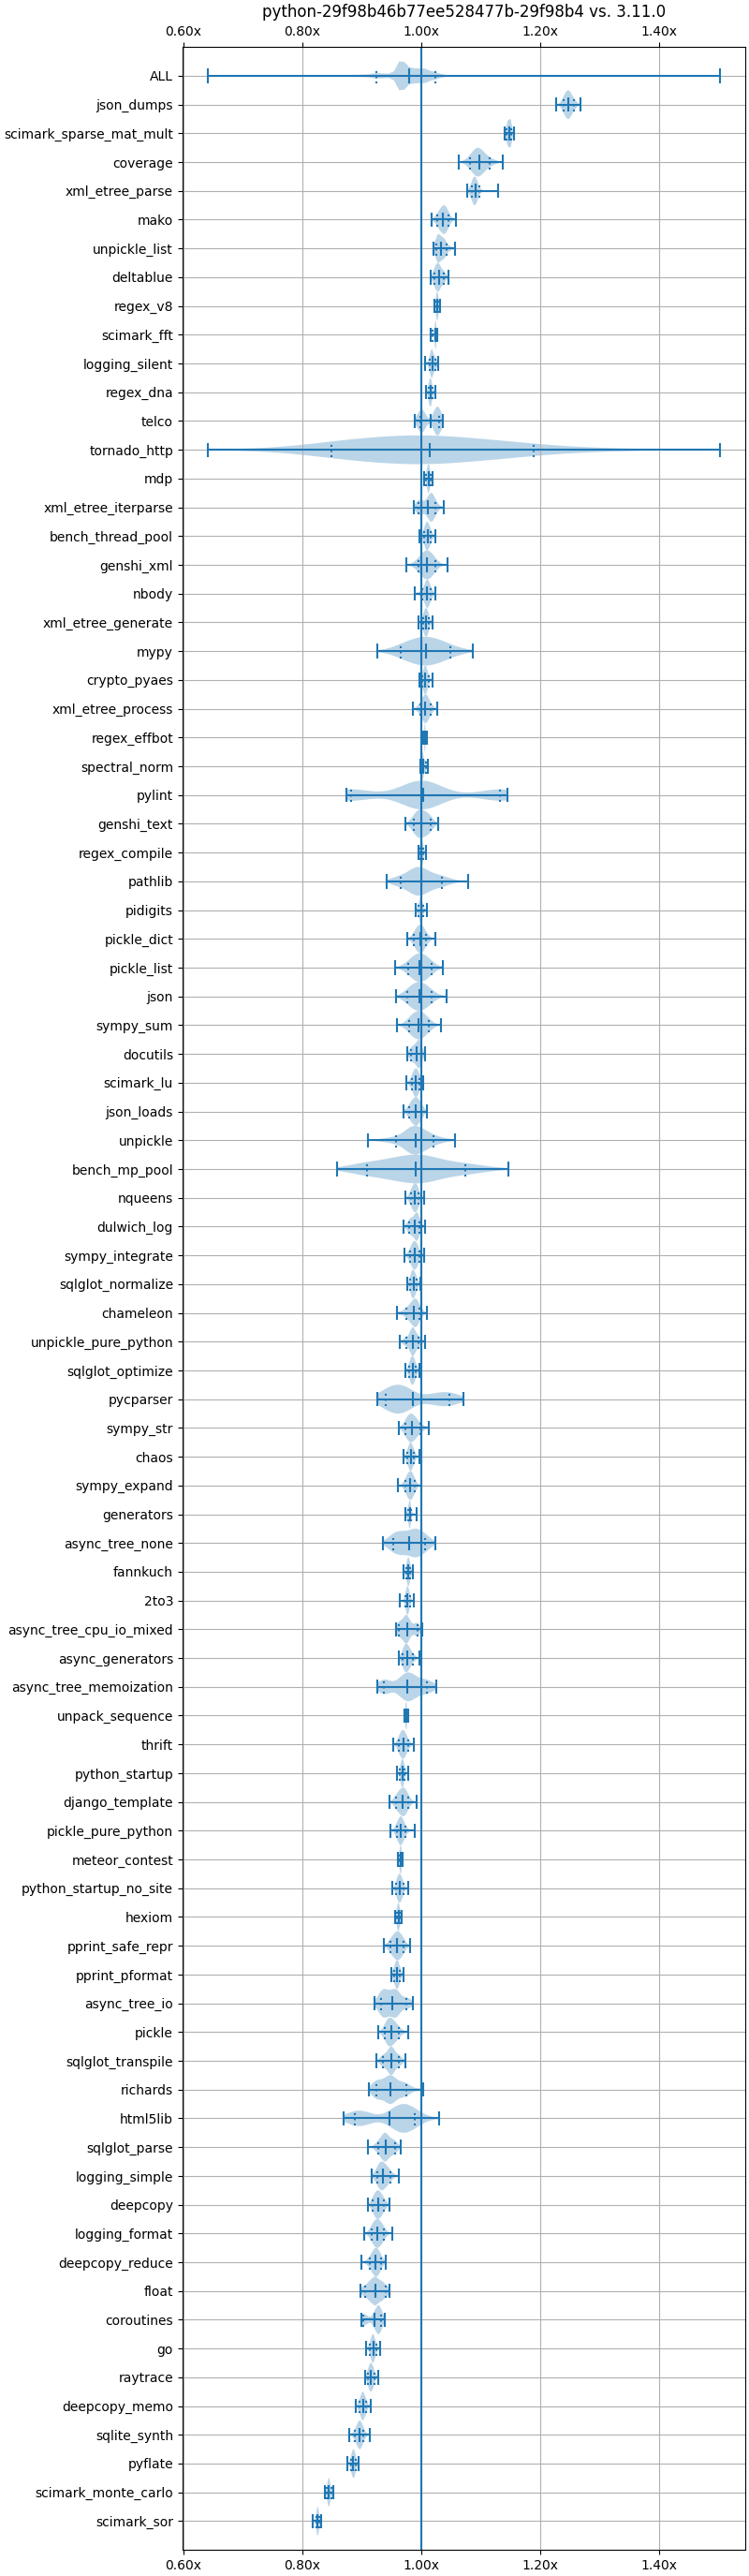 python-29f98b46b77ee528477b-29f98b4 vs. 3.11.0
0.60x 0.80x 1.00x 1.20x 1.40x
ALL
json_dumps
scimark_sparse_mat_mult
coverage
xml_etree_parse
mako
unpickle_list
deltablue
regex_v8
scimark_fft
logging_silent
regex_dna
telco
tornado_http
mdp
xml_etree_iterparse
bench_thread_pool
genshi_xml
nbody
xml_etree_generate
mypy
crypto_pyaes
xml_etree_process
regex_effbot
spectral_norm
pylint
genshi_text
regex_compile
pathlib
pidigits
pickle_dict
pickle_list
json
sympy_sum
docutils
scimark_lu
json_loads
unpickle
bench_mp_pool
nqueens
dulwich_log
sympy_integrate
sqlglot_normalize
chameleon
unpickle_pure_python
sqlglot_optimize
pycparser
sympy_str
chaos
sympy_expand
generators
async_tree_none
fannkuch
2to3
async_tree_cpu_io_mixed
async_generators
async_tree_memoization
unpack_sequence
thrift
python_startup
django_template
pickle_pure_python
meteor_contest
python_startup_no_site
hexiom
pprint_safe_repr
pprint_pformat
async_tree_io
pickle
sqlglot_transpile
richards
html5lib
sqlglot_parse
logging_simple
deepcopy
logging_format
deepcopy_reduce
float
coroutines
go
raytrace
deepcopy_memo
sqlite_synth
pyflate
scimark_monte_carlo
scimark_sor
0.60x 0.80x 1.00x 1.20x 1.40x